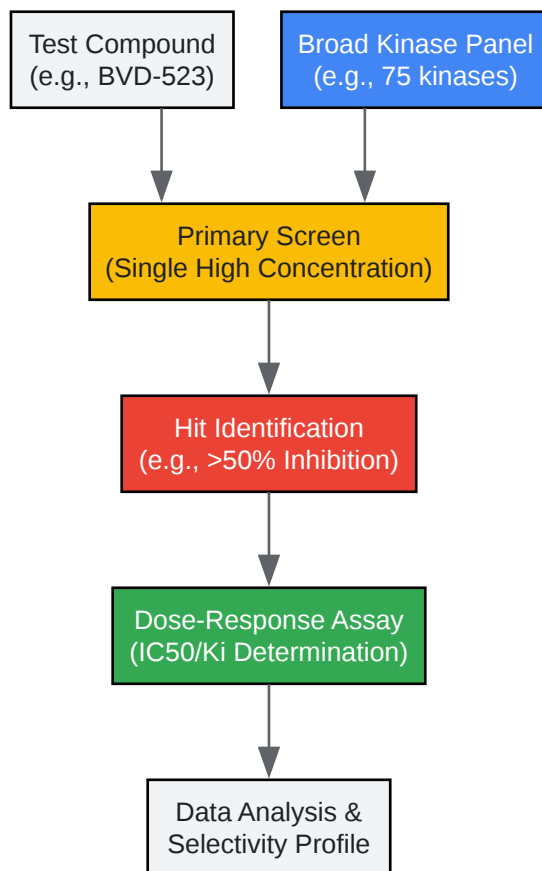 Test Compound
(e.g., BVD-523)
Broad Kinase Panel
(e.g., 75 kinases)
Primary Screen
(Single High Concentration)
Hit Identification
(e.g., >50% Inhibition)
Dose-Response Assay
(IC50/Ki Determination)
Data Analysis &
Selectivity Profile